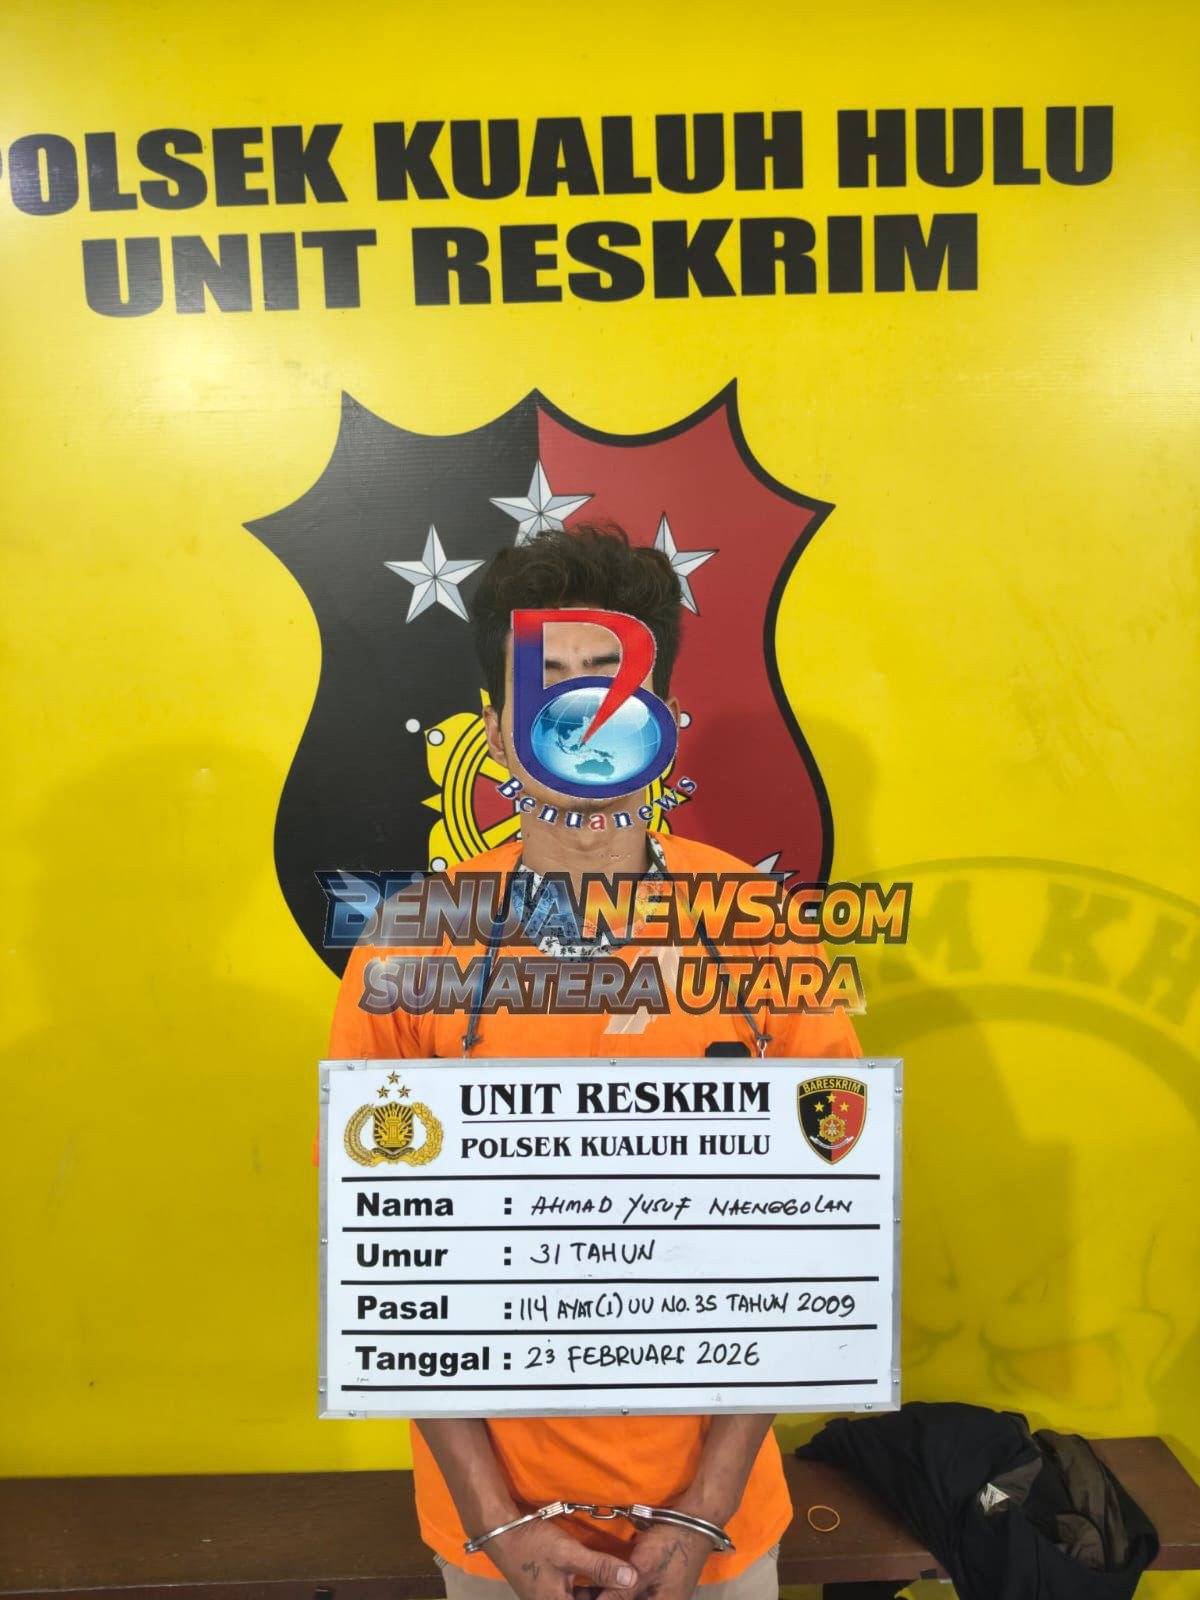 POLSEK KUALUH HULU
UNIT RESKRIM
Benuanews
BENUANEWS.COM
SUMATERA UTARA
M KH
UNIT RESKRIM
BARESKRIM
POLSEK KUALUH HULU
Nama : AHMAD YUSUF NAENGGOLAN
Umur : 31 TAHUN
Pasal : 114 AYAT(1) UU NO. 35 TAHUN 2009
Tanggal : 23 FEBRUARI 2026